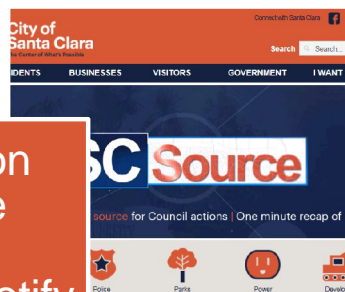 Connect with Santa Clara
City of
Santa Clara
The Center of What's Possible
Search Search...
IDENTS BUSINESSES VISITORS GOVERNMENT I WANT
SC Source
source for Council actions | One minute recap of
on
e
otify
Police Parks Power Develo